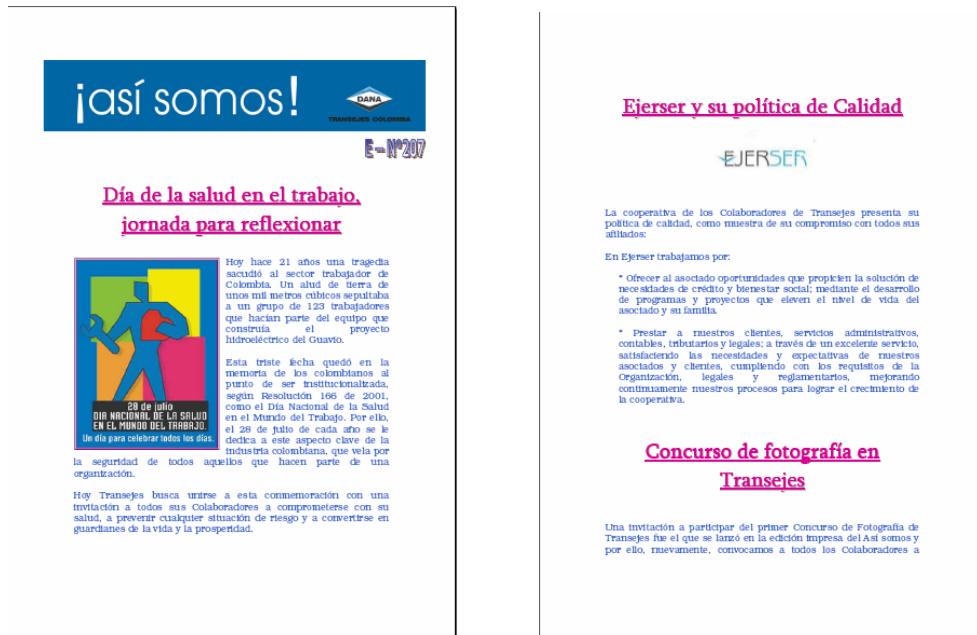 ¡así somos!
DANA
TRANSEJES COLOMBIA
E - Nº207
Día de la salud en el trabajo,
jornada para reflexionar
Hoy hace 21 años una tragedia
sacudió al sector trabajador de
Colombia. Un alud de tierra de
unos mil metros cúbicos sepultaba
a un grupo de 123 trabajadores
que hacían parte del equipo que
construía el proyecto
hidroeléctrico del Guavio.
Esta triste fecha quedó en la
memoria de los colombianos al
punto de ser institucionalizada,
según Resolución 166 de 2001,
como el Día Nacional de la Salud
en el Mundo del Trabajo. Por ello,
el 28 de julio de cada año se le
dedica a este aspecto clave de la
industria colombiana, que vela por
la seguridad de todos aquellos que hacen parte de una
organización.
28 de julio
DIA NACIONAL DE LA SALUD
EN EL MUNDO DEL TRABAJO.
Un día para celebrar todos los días.
Hoy Transejes busca unirse a esta conmemoración con una
invitación a todos sus Colaboradores a comprometerse con su
salud, a prevenir cualquier situación de riesgo y a convertirse en
guardianes de la vida y la prosperidad.
Ejerser y su política de Calidad
EJERSER
La cooperativa de los Colaboradores de Transejes presenta su
política de calidad, como muestra de su compromiso con todos sus
afiliados:
En Ejerser trabajamos por:
* Ofrecer al asociado oportunidades que propicien la solución de
necesidades de crédito y bienestar social; mediante el desarrollo
de programas y proyectos que eleven el nivel de vida del
asociado y su familia.
* Prestar a nuestros clientes, servicios administrativos,
contables, tributarios y legales; a través de un excelente servicio,
satisfaciendo las necesidades y expectativas de nuestros
asociados y clientes, cumpliendo con los requisitos de la
Organización, legales y reglamentarios, mejorando
continuamente nuestros procesos para lograr el crecimiento de
la cooperativa.
Concurso de fotografía en
Transejes
Una invitación a participar del primer Concurso de Fotografía de
Transejes fue el que se lanzó en la edición impresa del Así somos y
por ello, nuevamente, convocamos a todos los Colaboradores a